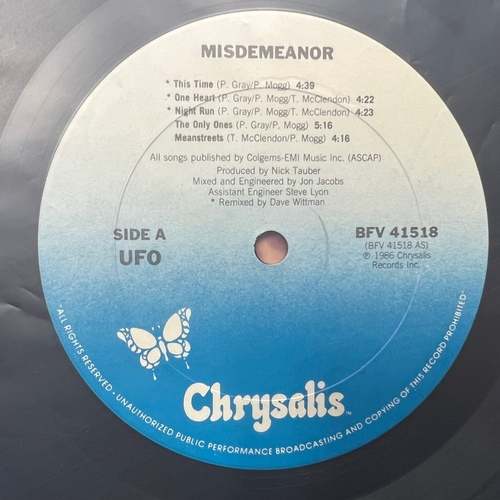 MISDEMEANOR
* This Time (P. Gray/P. Mogg) 4:39
* One Heart (P. Gray/P. Mogg/T. McClendon) 4:22
* Night Run (P. Gray/P. Mogg/T. McClendon) 4:23
The Only Ones (P. Gray/P. Mogg) 5:16
Meanstreets (T. McClendon/P. Mogg) 4:16
All songs published by Colgems-EMI Music Inc. (ASCAP)
Produced by Nick Tauber
Mixed and Engineered by Jon Jacobs
Assistant Engineer Steve Lyon
* Remixed by Dave Wittman
SIDE A
UFO
BFV 41518
(BFV 41518 AS)
℗ 1986 Chrysalis
Records Inc.
Chrysalis™
-ALL RIGHTS RESERVED-UNAUTHORIZED PUBLIC PERFORMANCE BROADCASTING AND COPYING OF THIS RECORD PROHIBITED-